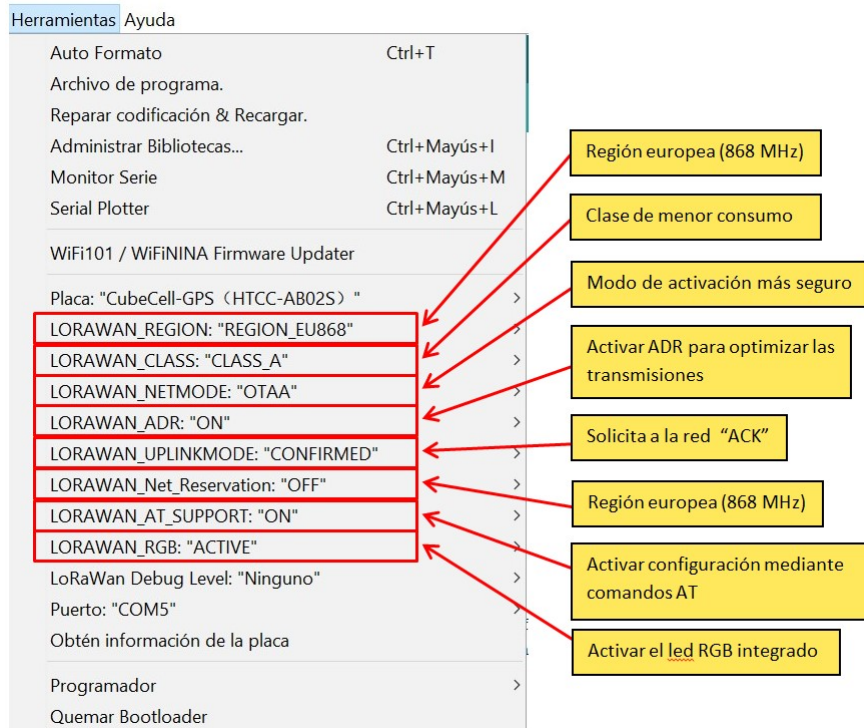 Herramientas Ayuda
Auto Formato Ctrl+T
Archivo de programa.
Reparar codificación & Recargar.
Administrar Bibliotecas... Ctrl+Mayús+I
Monitor Serie Ctrl+Mayús+M
Serial Plotter Ctrl+Mayús+L
WiFi101 / WiFiNINA Firmware Updater
Placa: "CubeCell-GPS（HTCC-AB02S）"
LORAWAN_REGION: "REGION_EU868"
LORAWAN_CLASS: "CLASS_A"
LORAWAN_NETMODE: "OTAA"
LORAWAN_ADR: "ON"
LORAWAN_UPLINKMODE: "CONFIRMED"
LORAWAN_Net_Reservation: "OFF"
LORAWAN_AT_SUPPORT: "ON"
LORAWAN_RGB: "ACTIVE"
LoRaWan Debug Level: "Ninguno"
Puerto: "COM5"
Obtén información de la placa
Programador
Quemar Bootloader
Región europea (868 MHz)
Clase de menor consumo
Modo de activación más seguro
Activar ADR para optimizar las
transmisiones
Solicita a la red “ACK”
Región europea (868 MHz)
Activar configuración mediante
comandos AT
Activar el led RGB integrado